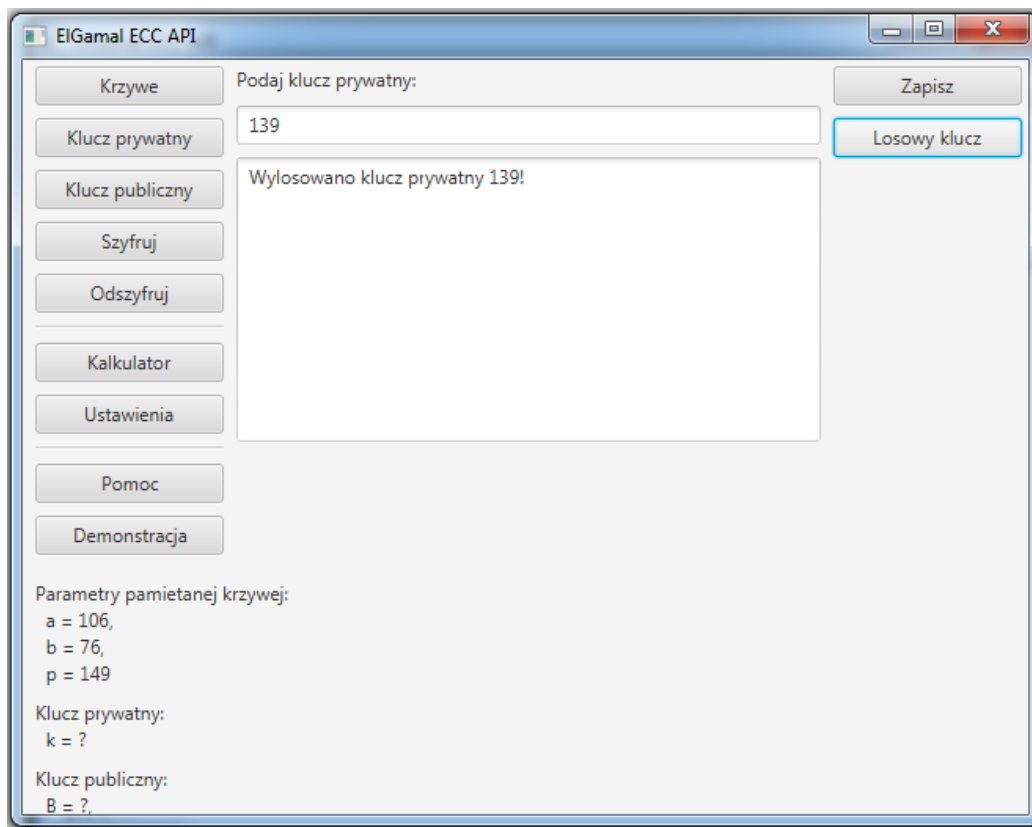 ElGamal ECC API
Krzywe
Klucz prywatny
Klucz publiczny
Szyfruj
Odszyfruj
Kalkulator
Ustawienia
Pomoc
Demonstracja
Podaj klucz prywatny:
139
Wylosowano klucz prywatny 139!
Zapisz
Losowy klucz
Parametry pamietanej krzywej:
a = 106,
b = 76,
p = 149
Klucz prywatny:
k = ?
Klucz publiczny:
B = ?,